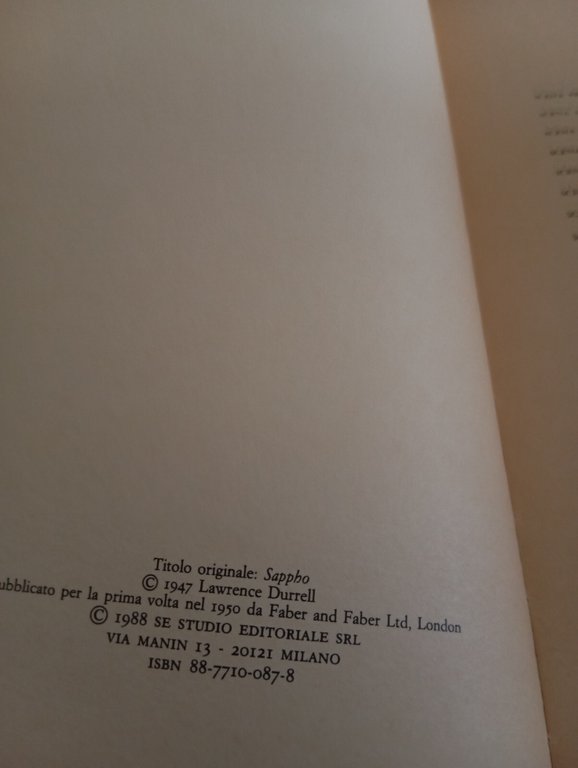 Titolo originale: Sappho
© 1947 Lawrence Durrell
ubblicato per la prima volta nel 1950 da Faber and Faber Ltd, London
© 1988 SE STUDIO EDITORIALE SRL
VIA MANIN 13 - 20121 MILANO
ISBN 88-7710-087-8